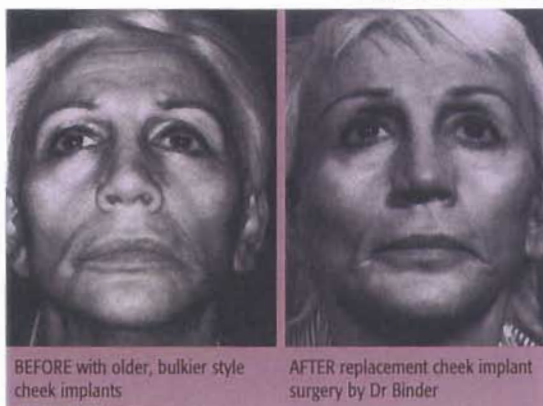 BEFORE with older, bulkier style
cheek implants
AFTER replacement cheek implant
surgery by Dr Binder